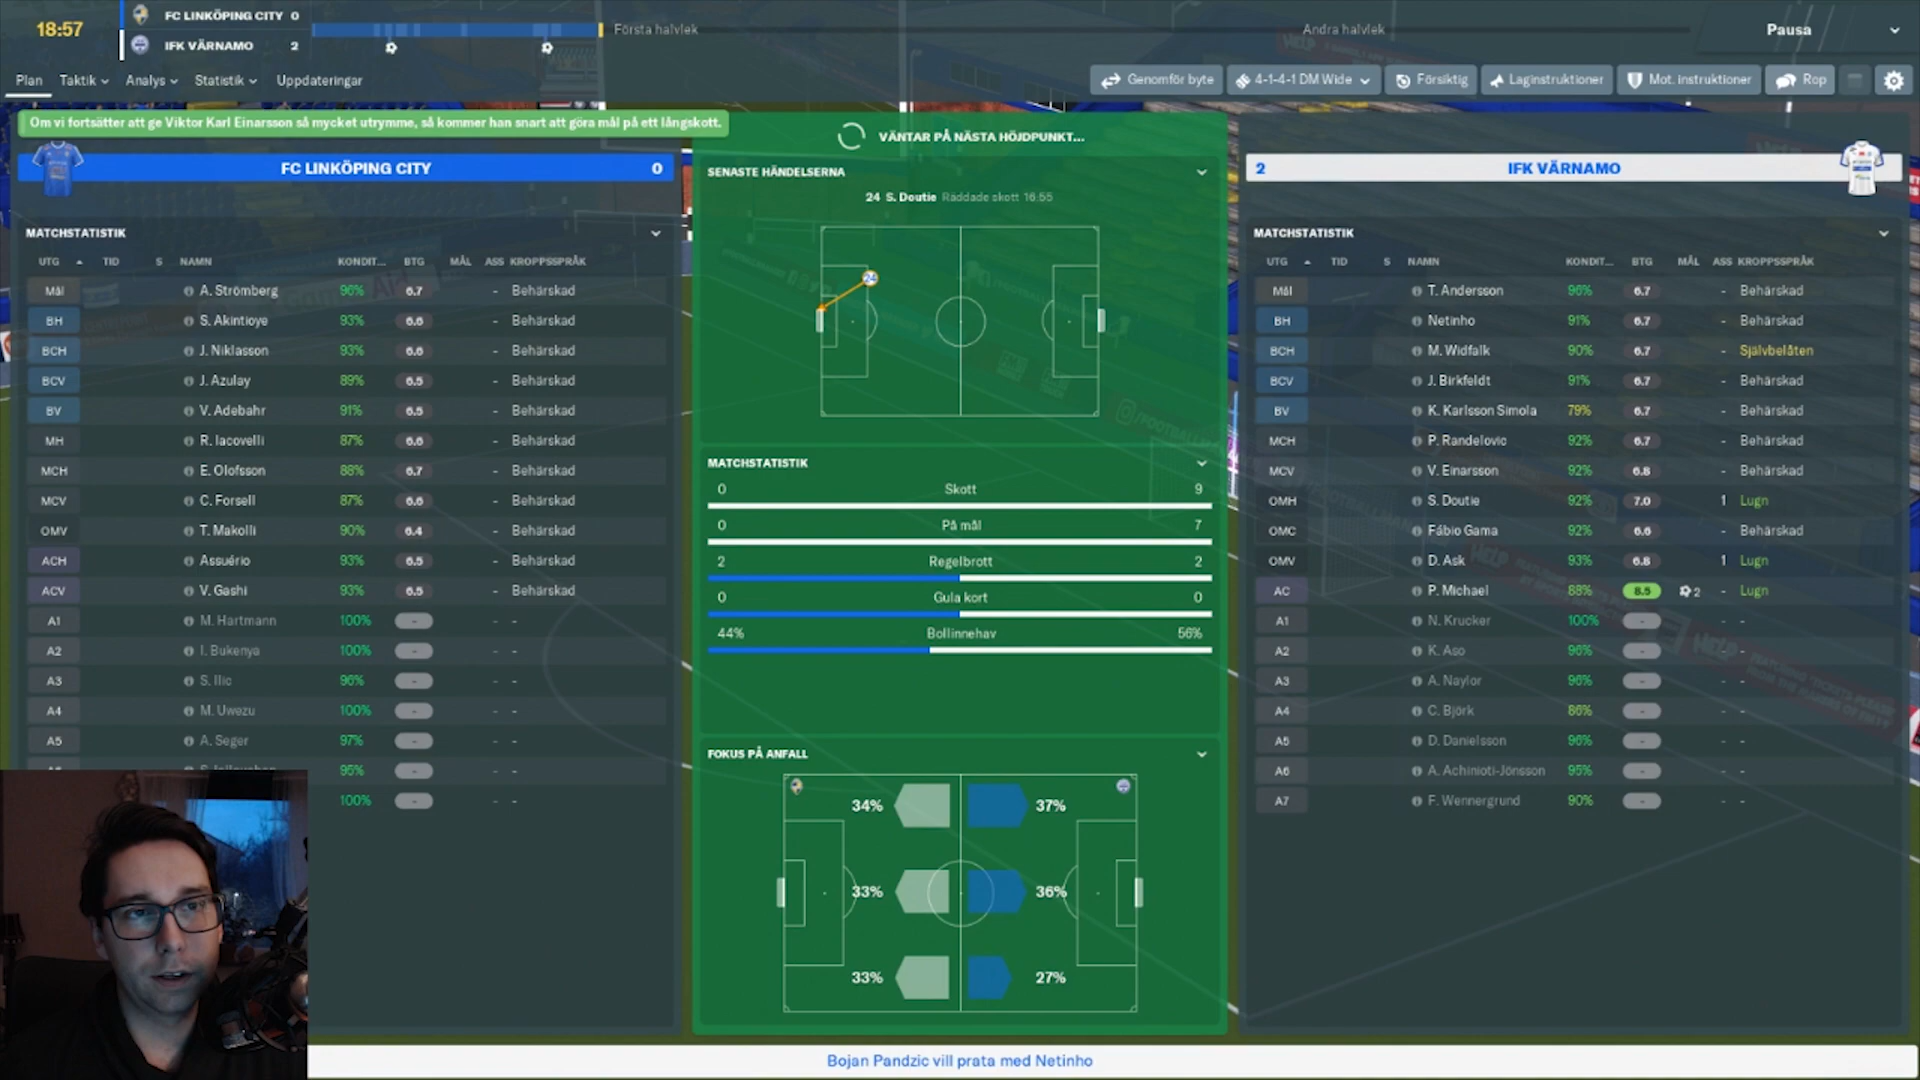 18:57
FC LINKÖPING CITY 0
IFK VÄRNAMO 2
Första halvlek
Andra halvlek
Pausa
Plan Taktik Analys Statistik Uppdateringar
Genomför byte 4-1-4-1 DM Wide Försiktig Laginstruktioner Mot. instruktioner Rop
Om vi fortsätter att ge Viktor Karl Einarsson så mycket utrymme, så kommer han snart att göra mål på ett långskott.
FC LINKÖPING CITY 0
MATCHSTATISTIK
UTG TID S NAMN KONDIT... BTG MÅL ASS KROPPSSPRÅK
Mål A. Strömberg 96% 6.7 - Behärskad
BH S. Akintioye 93% 6.6 - Behärskad
BCH J. Niklasson 93% 6.6 - Behärskad
BCV J. Azulay 89% 6.5 - Behärskad
BV V. Adebahr 91% 6.5 - Behärskad
MH R. Iacovelli 87% 6.6 - Behärskad
MCH E. Olofsson 88% 6.7 - Behärskad
MCV C. Forsell 87% 6.6 - Behärskad
OMV T. Makolli 90% 6.4 - Behärskad
ACH Assuério 93% 6.5 - Behärskad
ACV V. Gashi 93% 6.5 - Behärskad
A1 M. Hartmann 100% - - -
A2 I. Bukenya 100% - - -
A3 S. Ilic 96% - - -
A4 M. Uwezu 100% - - -
A5 A. Seger 97% - - -
95% - - -
100% - - -
VÄNTAR PÅ NÄSTA HÖJDPUNKT...
SENASTE HÄNDELSERNA
24 S. Doutie Räddade skott 16:55
24
MATCHSTATISTIK
0 Skott 9
0 På mål 7
2 Regelbrott 2
0 Gula kort 0
44% Bollinnehav 56%
FOKUS PÅ ANFALL
34% 37%
33% 36%
33% 27%
2 IFK VÄRNAMO
MATCHSTATISTIK
UTG TID S NAMN KONDIT... BTG MÅL ASS KROPPSSPRÅK
Mål T. Andersson 96% 6.7 - Behärskad
BH Netinho 91% 6.7 - Behärskad
BCH M. Widfalk 90% 6.7 - Självbelåten
BCV J. Birkfeldt 91% 6.7 - Behärskad
BV K. Karlsson Simola 79% 6.7 - Behärskad
MCH P. Randelovic 92% 6.7 - Behärskad
MCV V. Einarsson 92% 6.8 - Behärskad
OMH S. Doutie 92% 7.0 1 Lugn
OMC Fábio Gama 92% 6.6 - Behärskad
OMV D. Ask 93% 6.8 1 Lugn
AC P. Michael 88% 8.5 2 - Lugn
A1 N. Krucker 100% - - -
A2 K. Aso 96% - - -
A3 A. Naylor 96% - - -
A4 C. Björk 86% - - -
A5 D. Danielsson 96% - - -
A6 A. Achinioti-Jönsson 95% - - -
A7 F. Wennergrund 90% - - -
Bojan Pandzic vill prata med Netinho